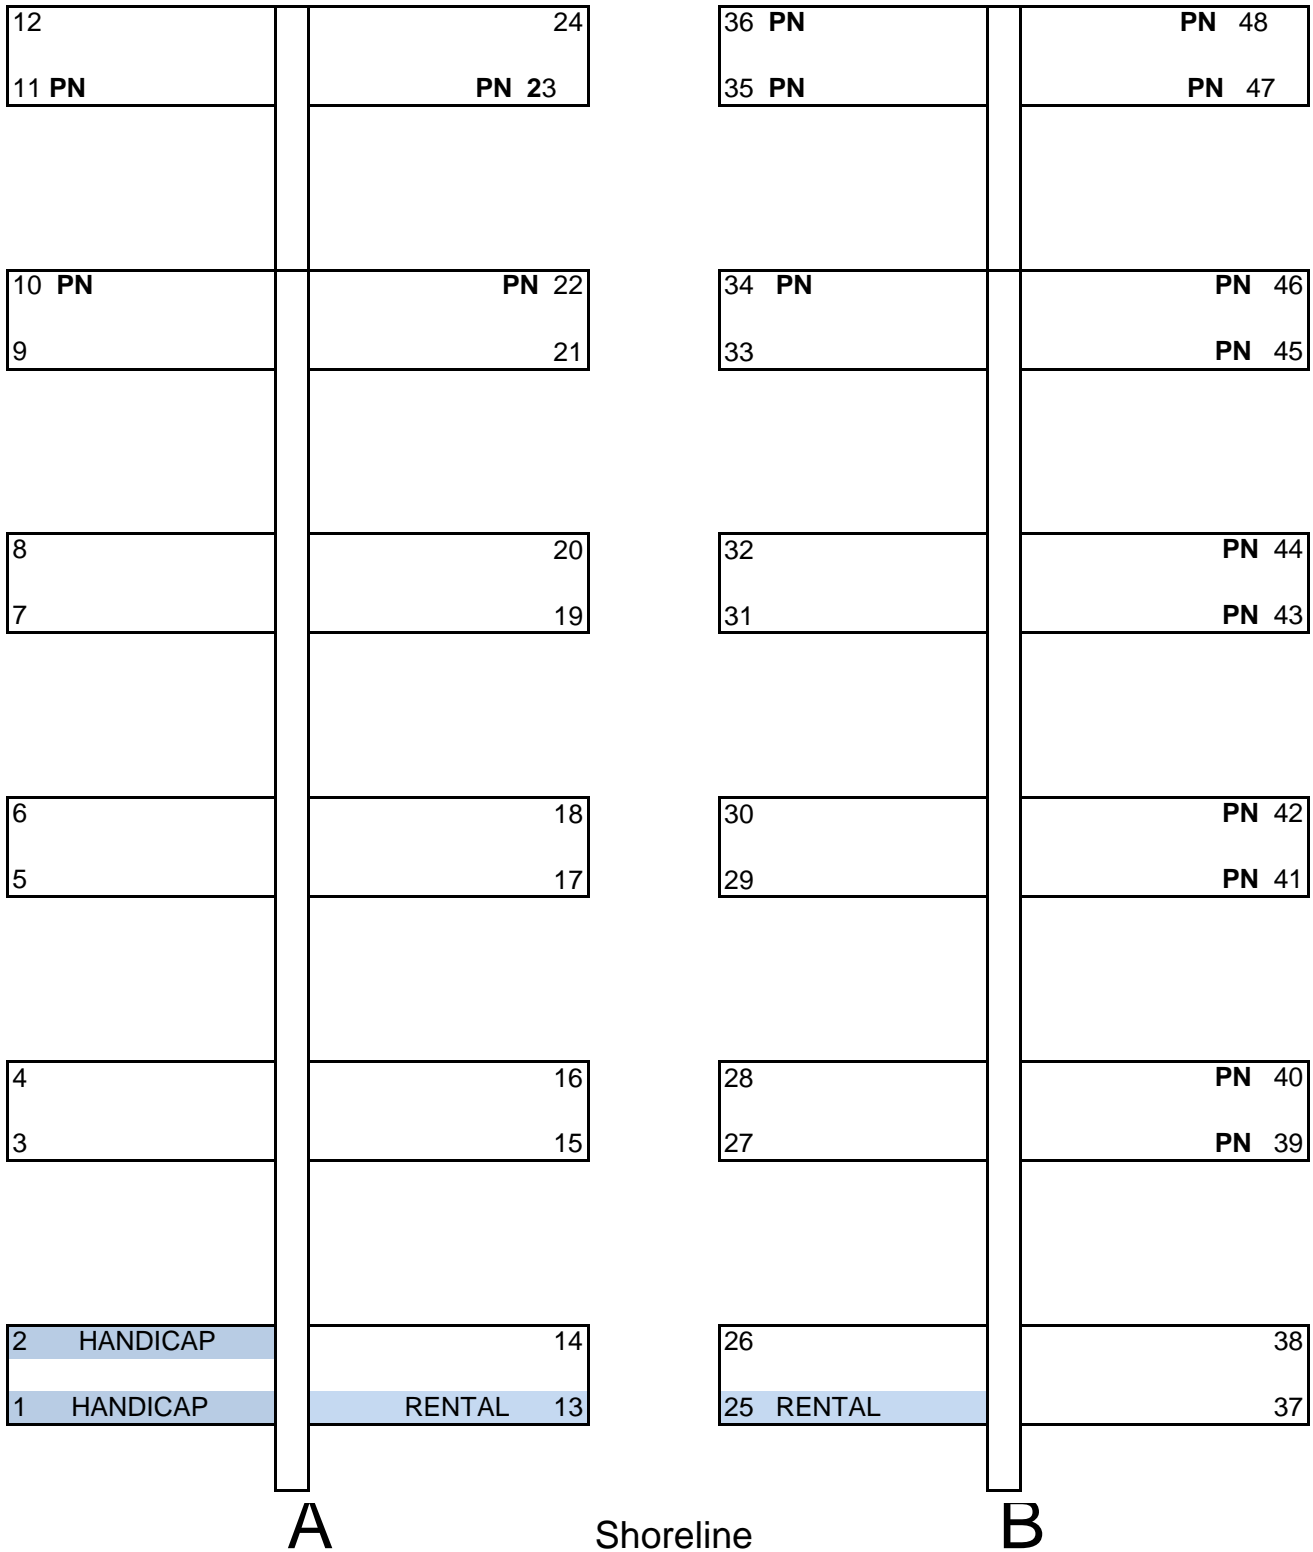 12 24 36 PN PN 48
11 PN PN 23 35 PN PN 47
10 PN PN 22 34 PN PN 46
9 21 33 PN 45
8 20 32 PN 44
7 19 31 PN 43
6 18 30 PN 42
5 17 29 PN 41
4 16 28 PN 40
3 15 27 PN 39
2 HANDICAP 14 26 38
1 HANDICAP RENTAL 13 25 RENTAL 37
A Shoreline B